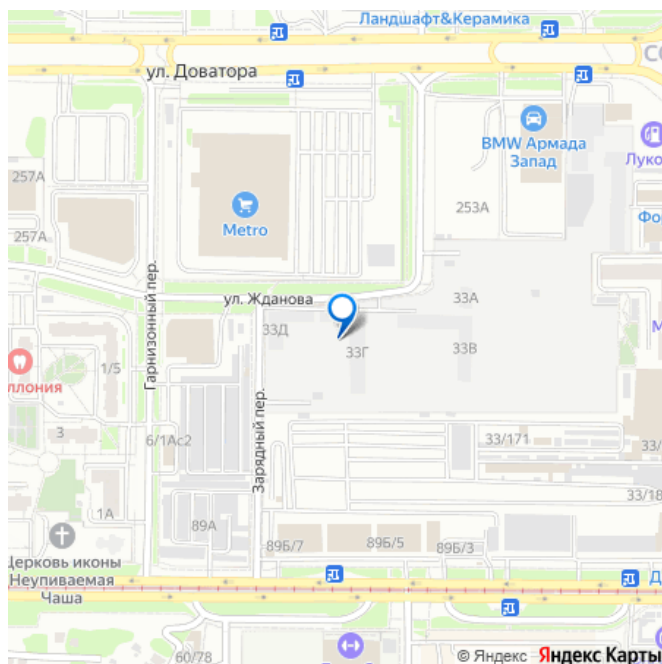 Ландшафт&Керамика
ул. Доватора
BMW Армада
Запад
Луко
257А
253А
Фо
Metro
257А
ул. Жданова
33А
33Д
33Г
33В
М
Гарнизонный пер.
ллония
1/5
3
6/1Ас2
Зарядный пер.
33/171
33/
33/18
1А
89А
89Б/7
89Б/5
89Б/3
Церковь иконы
Неупиваемая
Чаша
Д
60/78
© Яндекс Яндекс Карты